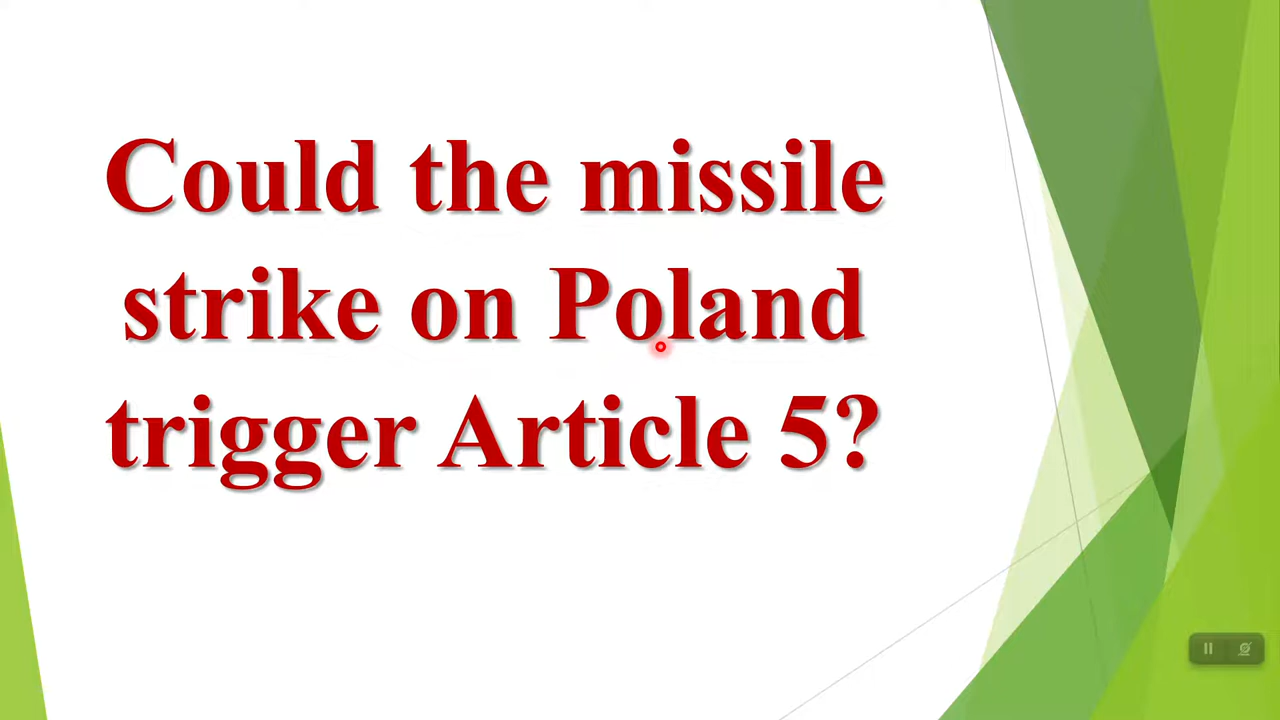 Could the missile
strike on Poland
trigger Article 5?